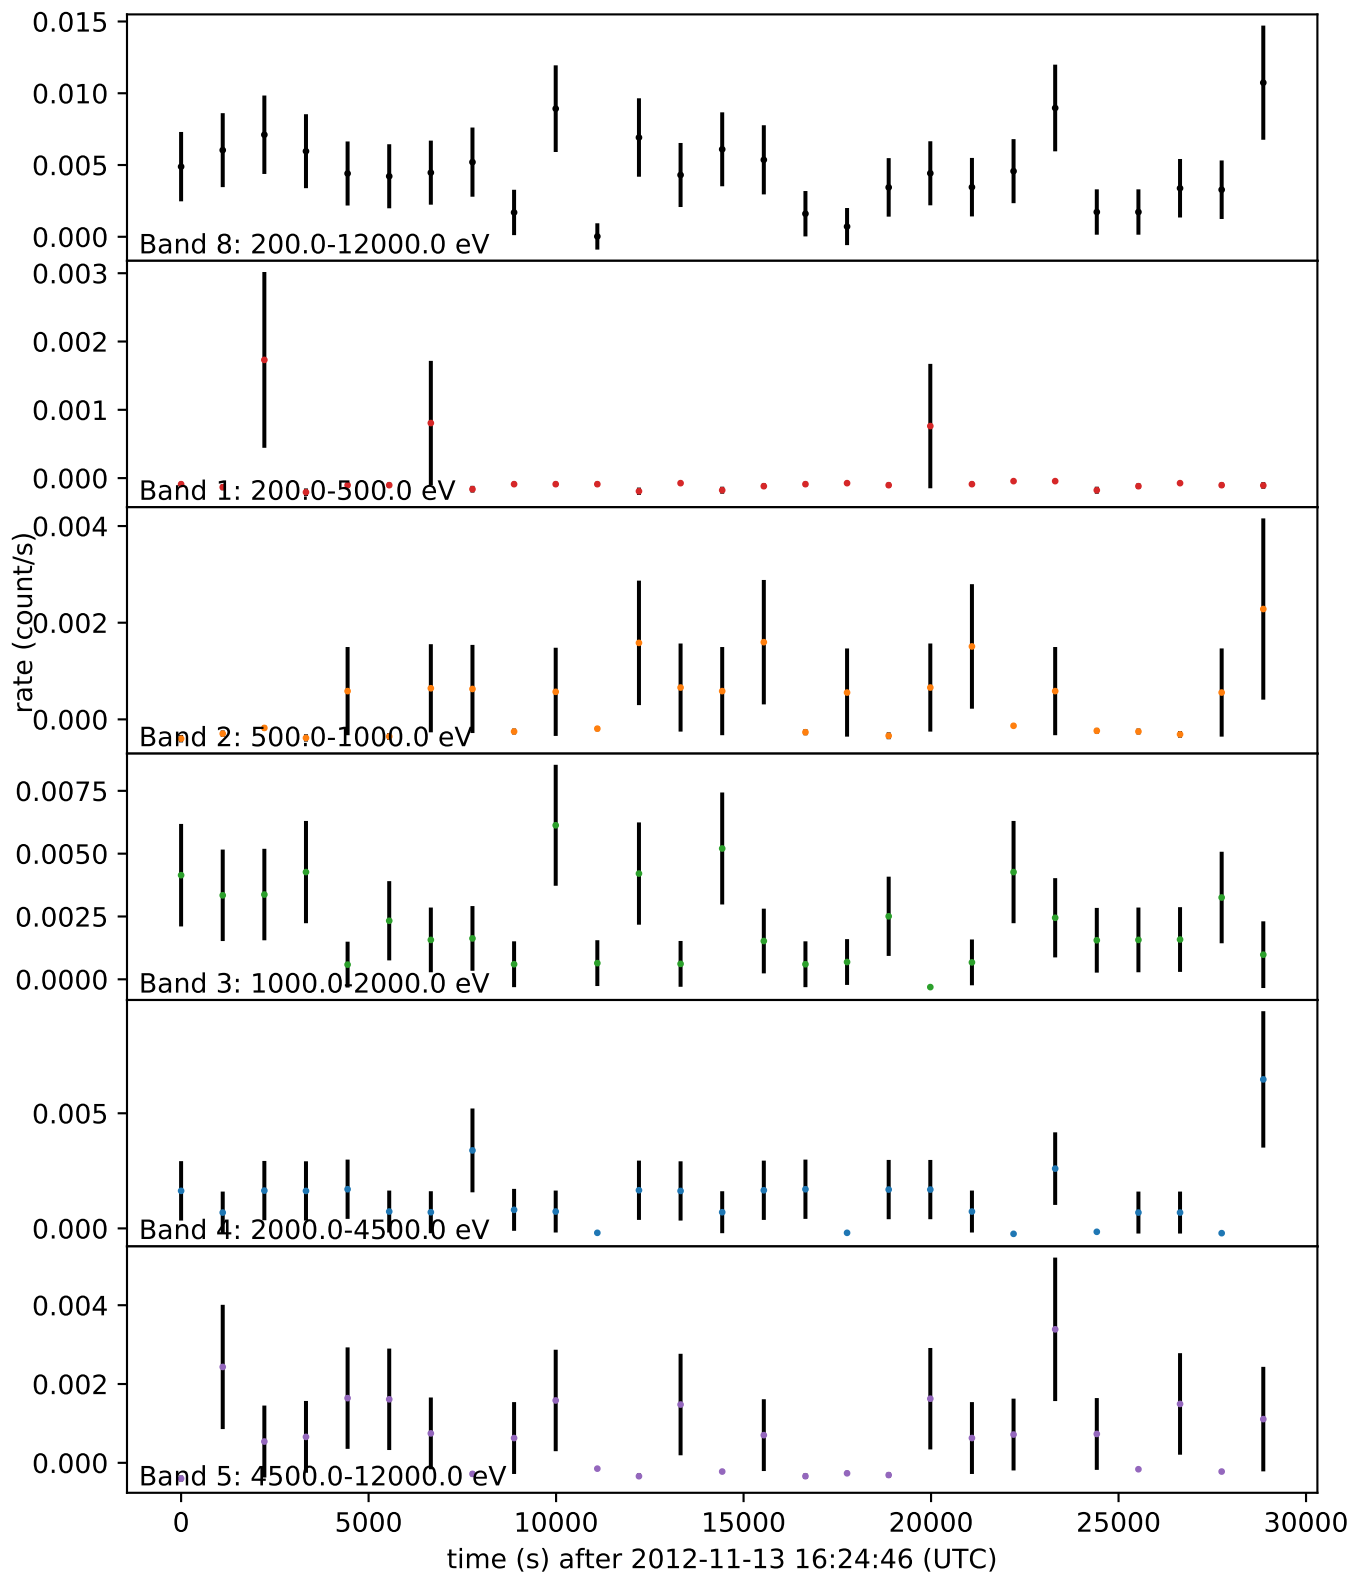 0.015
0.010
0.005
0.000
Band 8: 200.0-12000.0 eV
0.003
0.002
0.001
0.000
Band 1: 200.0-500.0 eV
rate (count/s)
0.004
0.002
0.000
Band 2: 500.0-1000.0 eV
0.0075
0.0050
0.0025
0.0000
Band 3: 1000.0-2000.0 eV
0.005
0.000
Band 4: 2000.0-4500.0 eV
0.004
0.002
0.000
Band 5: 4500.0-12000.0 eV
0 5000 10000 15000 20000 25000 30000
time (s) after 2012-11-13 16:24:46 (UTC)